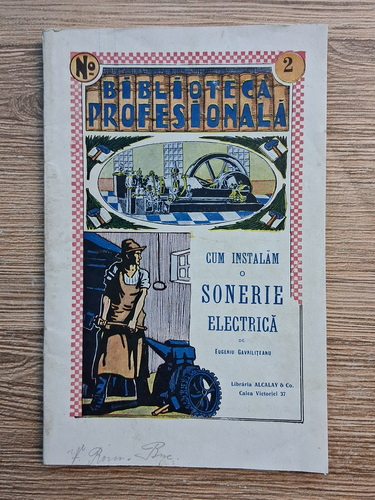 No 2
BIBLIOTECA
PROFESIONALĂ
CUM INSTALĂM
O
SONERIE
ELECTRICĂ
DE
EUGENIU GAVRILIȚEANU
Librăria ALCALAY & Co.
Calea Victoriei 37